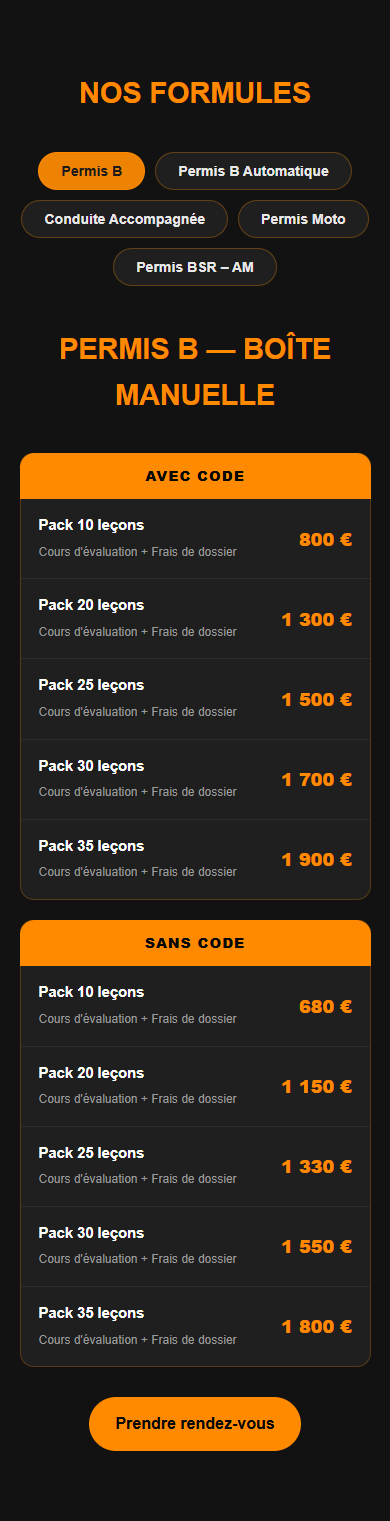 NOS FORMULES
Permis B
Permis B Automatique
Conduite Accompagnée
Permis Moto
Permis BSR – AM
PERMIS B — BOÎTE
MANUELLE
AVEC CODE
Pack 10 leçons
Cours d'évaluation + Frais de dossier
800 €
Pack 20 leçons
Cours d'évaluation + Frais de dossier
1 300 €
Pack 25 leçons
Cours d'évaluation + Frais de dossier
1 500 €
Pack 30 leçons
Cours d'évaluation + Frais de dossier
1 700 €
Pack 35 leçons
Cours d'évaluation + Frais de dossier
1 900 €
SANS CODE
Pack 10 leçons
Cours d'évaluation + Frais de dossier
680 €
Pack 20 leçons
Cours d'évaluation + Frais de dossier
1 150 €
Pack 25 leçons
Cours d'évaluation + Frais de dossier
1 330 €
Pack 30 leçons
Cours d'évaluation + Frais de dossier
1 550 €
Pack 35 leçons
Cours d'évaluation + Frais de dossier
1 800 €
Prendre rendez-vous